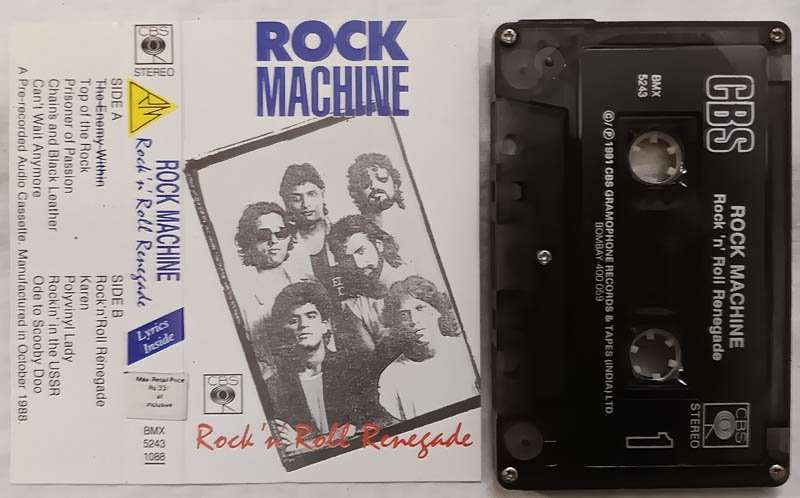 CBS
STEREO
SIDE A
The Enemy Within
Top of the Rock
Prisoner of Passion
Chains and Black Leather
Can't Wait Anymore
SIDE B
Rock'n'Roll Renegade
Karen
Polyvinyl Lady
Rockin' in the USSR
Ode to Scooby Doo
A Pre-recorded Audio Cassette. Manufactured in October 1988.
RM
ROCK MACHINE
Rock 'n' Roll Renegade
Lyrics
Inside
Max. Retail Price
Rs 33/-
all
inclusive
BMX
5243
1088
ROCK
MACHINE
CBS
Rock 'n' Roll Renegade
BMX
5243
CBS
ROCK MACHINE
Rock 'n' Roll Renegade
©/℗ 1991 CBS GRAMOPHONE RECORDS & TAPES (INDIA) LTD.
BOMBAY 400 059
CBS
STEREO
1